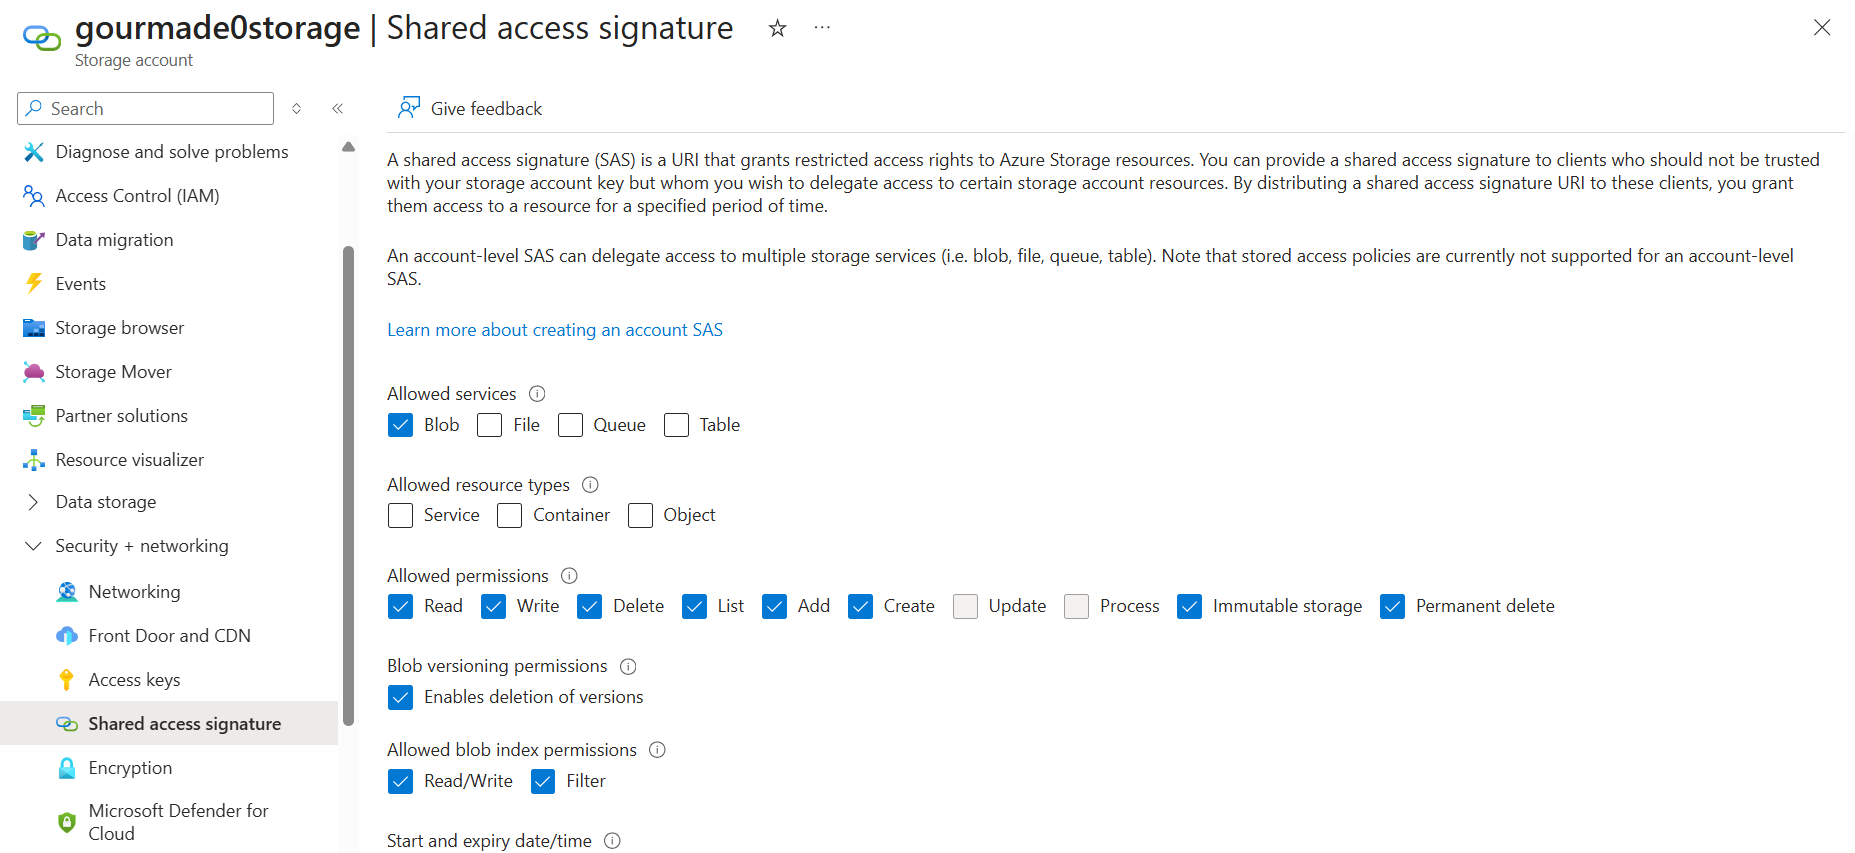 gourmade0storage | Shared access signature ☆ ···
Storage account
Search
Diagnose and solve problems
Access Control (IAM)
Data migration
Events
Storage browser
Storage Mover
Partner solutions
Resource visualizer
Data storage
Security + networking
Networking
Front Door and CDN
Access keys
Shared access signature
Encryption
Microsoft Defender for
Cloud
Give feedback
A shared access signature (SAS) is a URI that grants restricted access rights to Azure Storage resources. You can provide a shared access signature to clients who should not be trusted
with your storage account key but whom you wish to delegate access to certain storage account resources. By distributing a shared access signature URI to these clients, you grant
them access to a resource for a specified period of time.
An account-level SAS can delegate access to multiple storage services (i.e. blob, file, queue, table). Note that stored access policies are currently not supported for an account-level
SAS.
Learn more about creating an account SAS
Allowed services
Blob File Queue Table
Allowed resource types
Service Container Object
Allowed permissions
Read Write Delete List Add Create Update Process Immutable storage Permanent delete
Blob versioning permissions
Enables deletion of versions
Allowed blob index permissions
Read/Write Filter
Start and expiry date/time